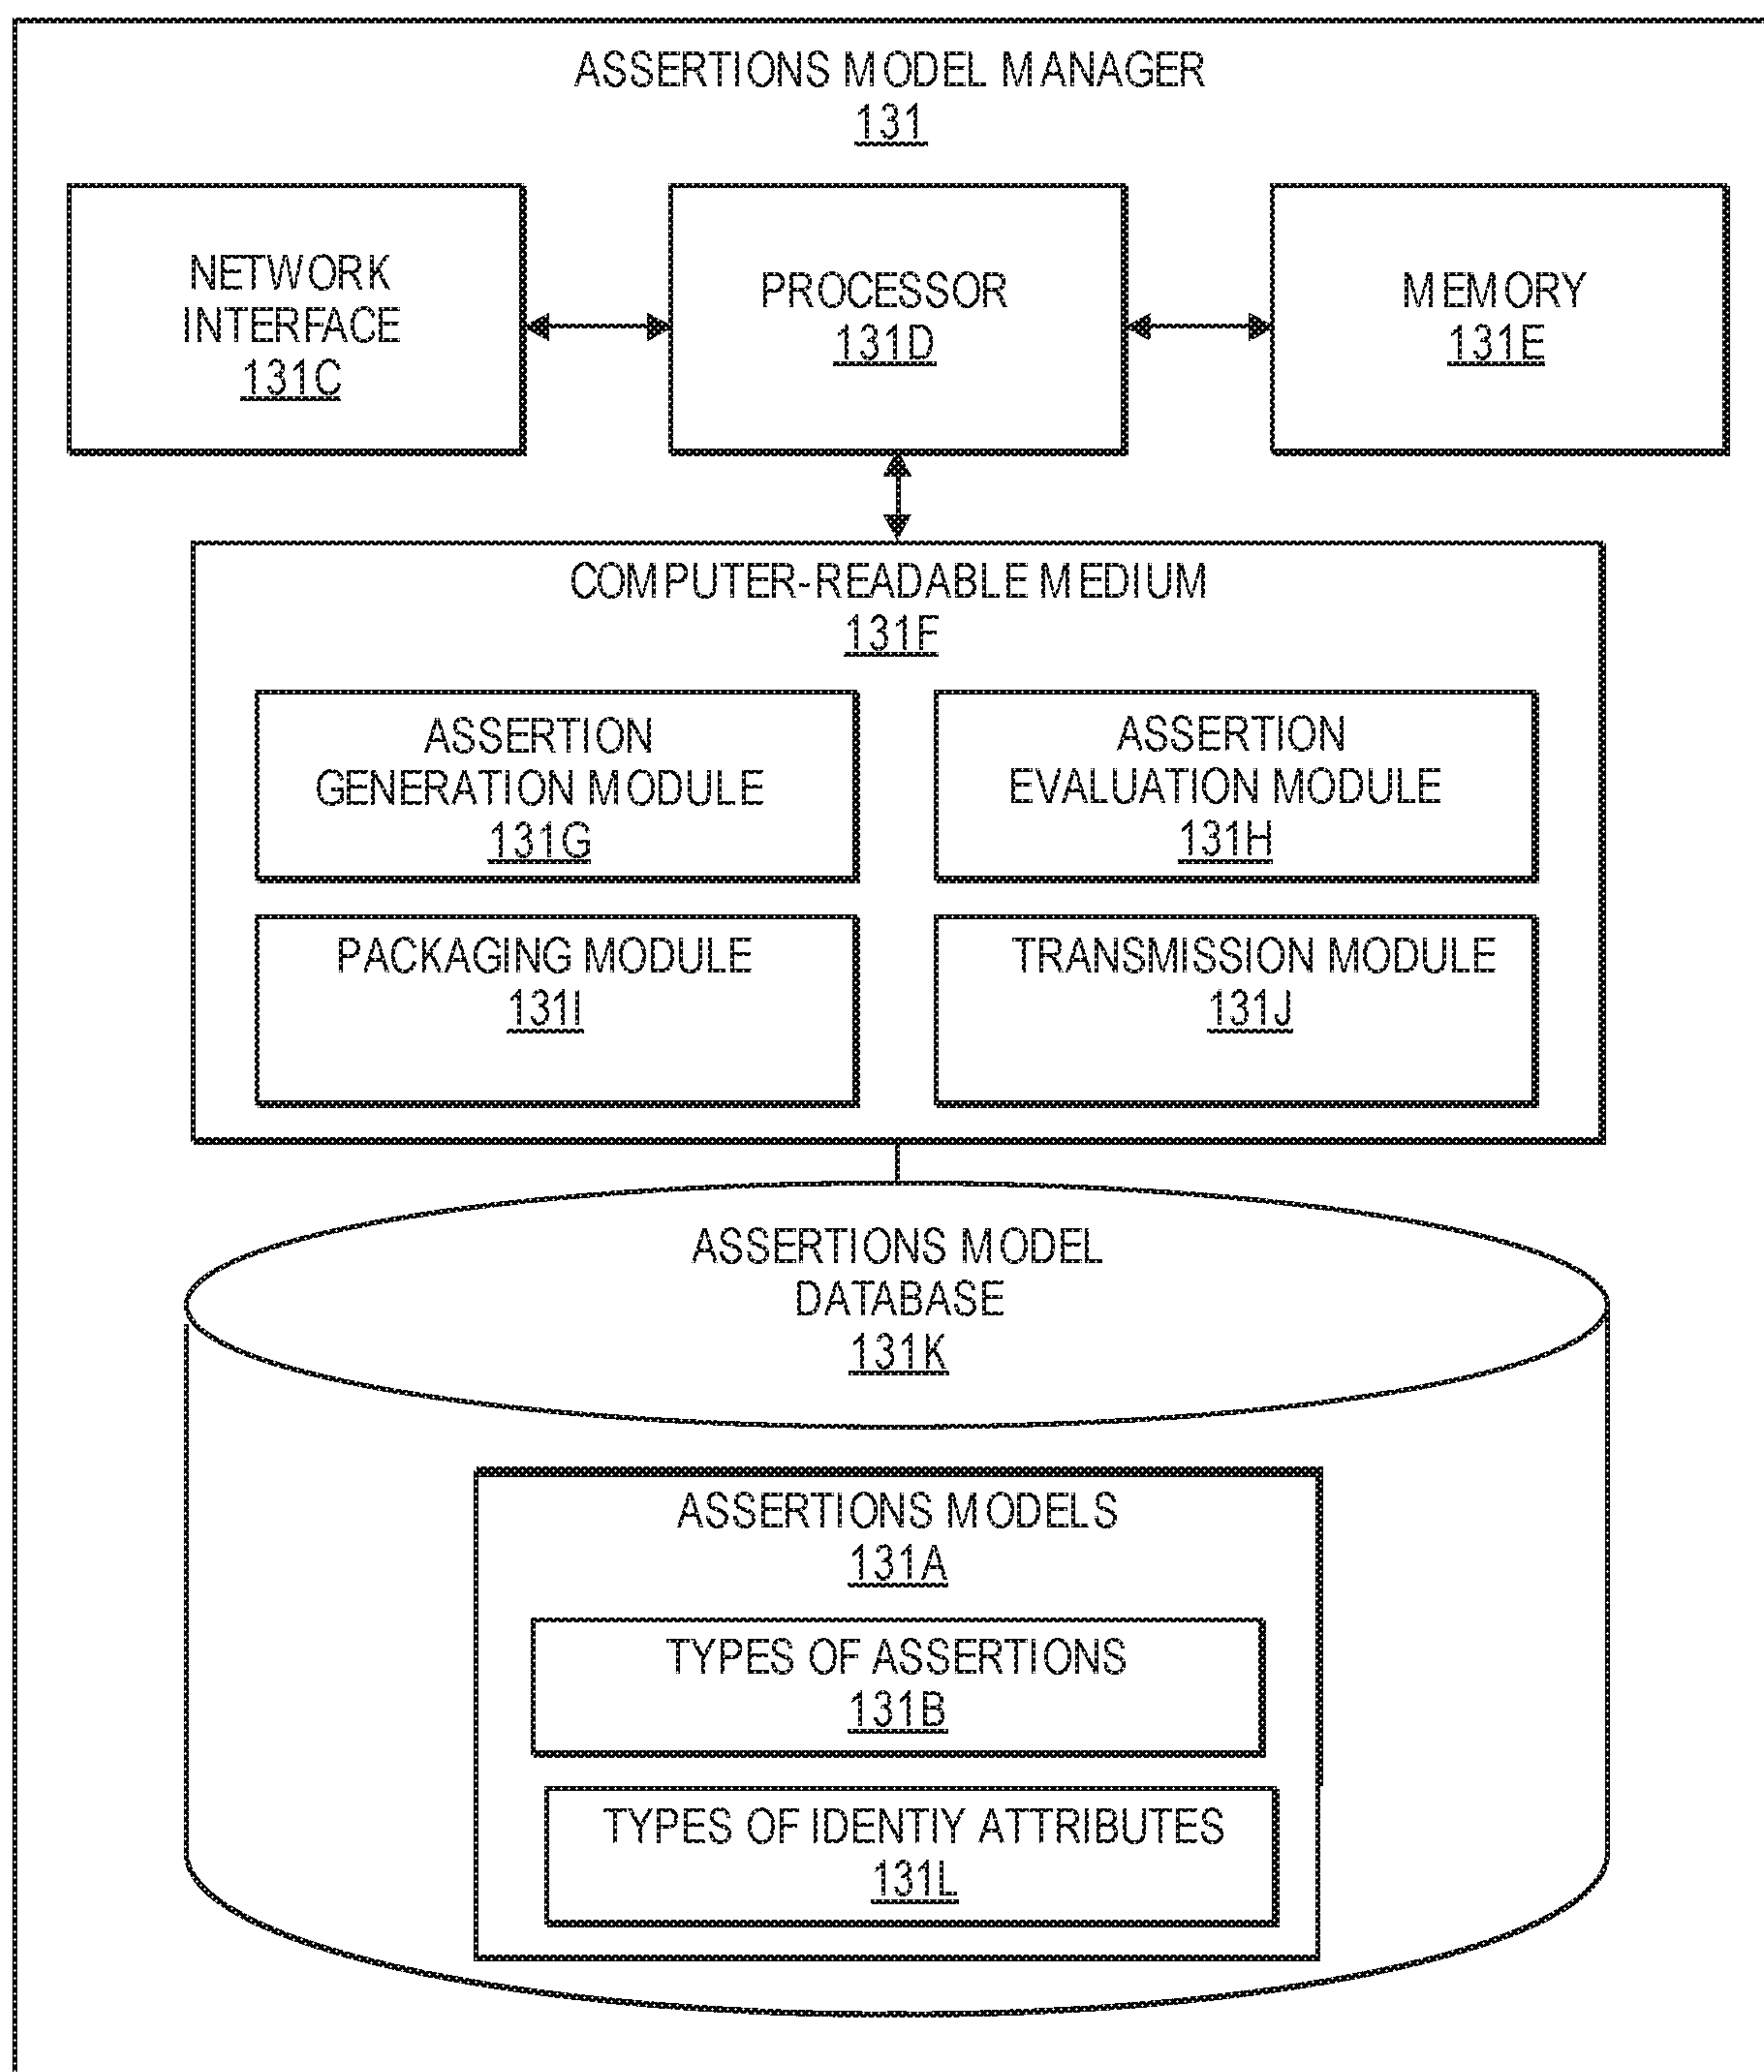 ASSERTIONS MODEL MANAGER
131
NETWORK
INTERFACE
131C
PROCESSOR
131D
MEMORY
131E
COMPUTER-READABLE MEDIUM
131F
ASSERTION
GENERATION MODULE
131G
ASSERTION
EVALUATION MODULE
131H
PACKAGING MODULE
131I
TRANSMISSION MODULE
131J
ASSERTIONS MODEL
DATABASE
131K
ASSERTIONS MODELS
131A
TYPES OF ASSERTIONS
131B
TYPES OF IDENTIY ATTRIBUTES
131L